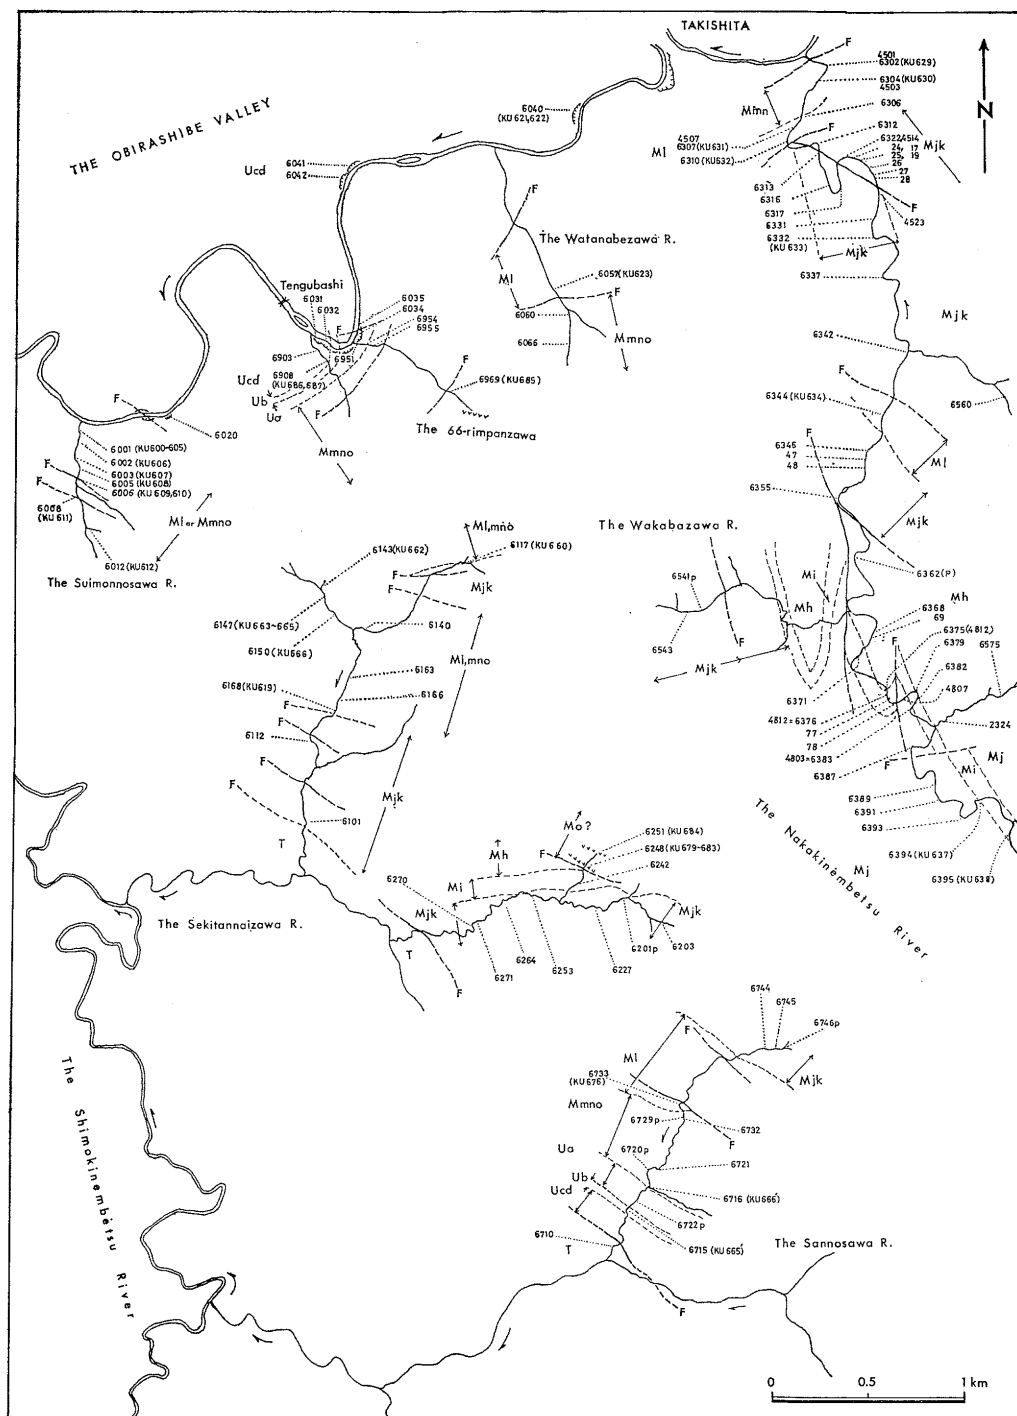 TAKISHITA
F
4501
6302(KU629)
6304(KU630)
4503
N
THE OBIRASHIBE VALLEY
6040
(KU621,622)
Mmn
6306
6312
4507
6307(KU631)
6310(KU632)
Ml
F
6322,4514
24, 17
25, 19
26
27
28
Mjk
6041
6042
Ucd
6313
6316
6317
6331
6332
(KU633)
F
4523
Mjk
6337
Mjk
F
The Watanabezawa R.
6057(KU623)
Ml
F
6060
6066
Mmno
Tengubashi
6031
6032
F
6035
6034
6954
6955
6903
6951
6908
(KU686,687)
Ucd
Ub
Ua
F
F
6969(KU685)
The 66-rimpanzawa
Mmno
6342
F
6344(KU634)
6560
F
6346
47
48
Ml
6355
Mjk
F
6020
6001 (KU600-605)
6002 (KU606)
6003(KU607)
6005(KU608)
6006 (KU609,610)
F
F
6008
(KU611)
Ml or Mmno
6012(KU612)
The Suimonnosawa R.
The Wakabazawa R.
Ml,mno
6143(KU662)
6117(KU660)
F
Mjk
F
6541p
F
Mi
Mh
6362(P)
Mh
6368
69
6375(4812)
6379
F
6575
6382
4807
6543
Mjk
6147(KU663~665)
6150(KU666)
6140
Ml,mno
6163
6168(KU619)
6166
F
6112
F
F
F
Mjk
6101
T
6371
4812=6376
77
78
4803=6383
6387
2324
F
Mj
Mi
6389
6391
6393
6394(KU637)
Mj
6395(KU638)
The Nakakinembetsu River
Mo?
6251(KU684)
6248(KU679-683)
6242
F
Mh
Mi
6270
Mjk
Mjk
The Sekitannaizawa R.
T
F
6271
6264
6253
6227
6201p
6203
6744
6745
6746p
F
Ml
Mjk
6733
(KU676)
Mmno
6729p
6732
F
Ua
6720p
6721
Ub
Ucd
6716 (KU666')
6722p
6710
6715(KU665')
T
The Sannosawa R.
F
The Shimokinembetsu River
0 0.5 1 km